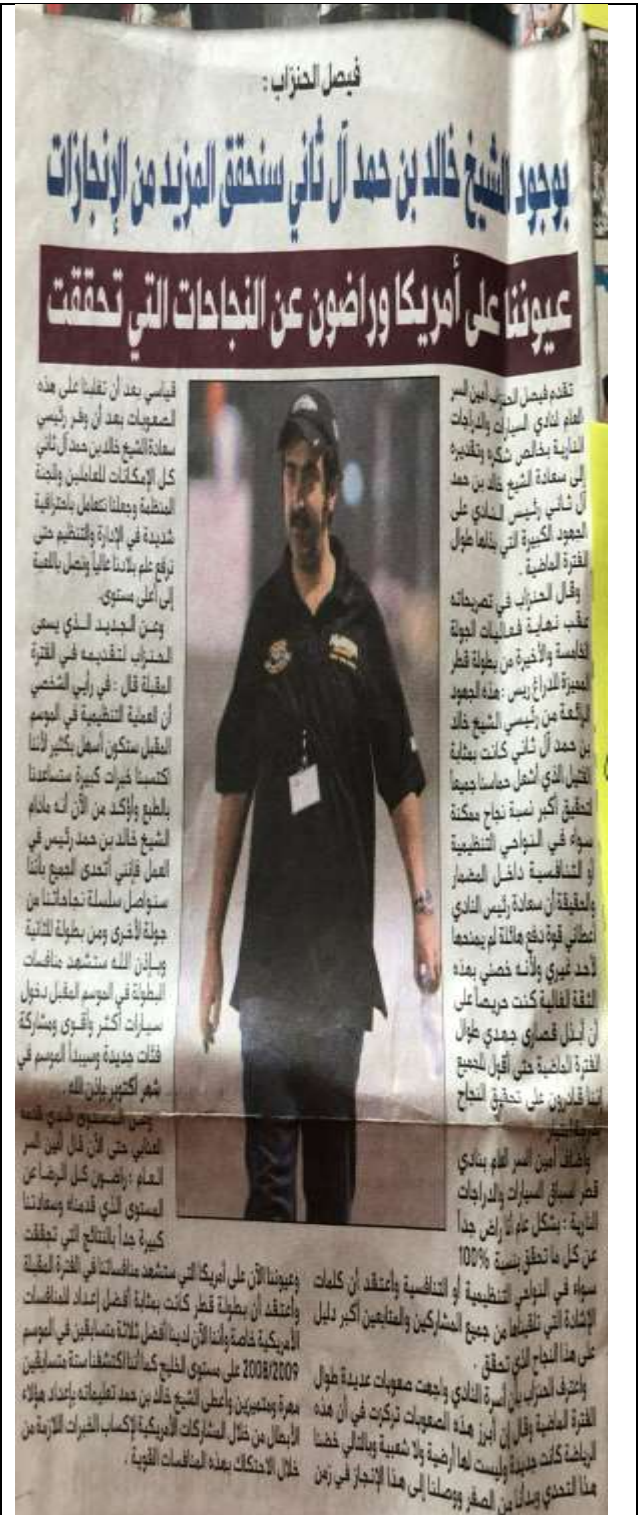 فيصل الحنزاب :
بوجود الشيخ خالد بن حمد آل ثاني سنحقق المزيد من الإنجازات
عيوننا على أمريكا وراضون عن النجاحات التي تحققت
تقدم فيصل الحنزاب أمين السر
العام لنادي السيارات والدراجات
النارية بخالص شكره وتقديره
إلى سعادة الشيخ خالد بن حمد
آل ثاني رئيس النادي على
الجهود الكبيرة التي بذلها طوال
الفترة الماضية .
وقال الحنزاب في تصريحاته
عقب نهاية فعاليات الجولة
الخامسة والأخيرة من بطولة قطر
المميزة للدراغ ريس : هذه الجهود
الرائعة من رئيسي الشيخ خالد
بن حمد آل ثاني كانت بمثابة
الفتيل الذي أشعل حماسنا جميعا
لتحقيق أكبر نسبة نجاح ممكنة
سواء في النواحي التنظيمية
أو التنافسية داخل المضمار
والحقيقة أن سعادة رئيس النادي
أعطاني قوة دفع هائلة لم يمنحها
لأحد غيري ولأنه خصني بهذه
الثقة الغالية كنت حريصا على
أن أبذل قصارى جهدي طوال
الفترة الماضية حتى أقول للجميع
اننا قادرون على تحقيق النجاح
وأضاف أمين السر العام بنادي
قطر لسباق السيارات والدراجات
النارية : بشكل عام أنا راض جداً
عن كل ما تحقق بنسبة 100%
سواء في النواحي التنظيمية أو التنافسية وأعتقد أن كلمات
الإشادة التي تلقيناها من جميع المشاركين والمتابعين أكبر دليل
على هذا النجاح الذي تحقق .
واعترف الحنزاب بأن أسرة النادي واجهت صعوبات عديدة طوال
الفترة الماضية وقال إن أبرز هذه الصعوبات تركزت في أن هذه
الرياضة كانت جديدة وليست لها أرضية ولا شعبية وبالتالي خضنا
هذا التحدي وبدأنا من الصفر ووصلنا إلى هذا الإنجاز في زمن
قياسي بعد أن تغلبنا على هذه
الصعوبات بعد أن وفر رئيسي
سعادة الشيخ خالد بن حمد آل ثاني
كل الإمكانات للعاملين واللجنة
المنظمة وجعلنا نتعامل باحترافية
شديدة في الإدارة والتنظيم حتى
نرفع علم بلادنا عالياً ونصل باللعبة
إلى أعلى مستوى.
وعن الجديد الذي يسعى
الحنزاب لتقديمه في الفترة
المقبلة قال : في رأيي الشخصي
أن العملية التنظيمية في الموسم
المقبل ستكون أسهل بكثير لأننا
اكتسبنا خبرات كبيرة ستساعدنا
بالطبع وأؤكد من الآن أنه مادام
الشيخ خالد بن حمد رئيس في
العمل فإنني أتحدى الجميع بأننا
سنواصل سلسلة نجاحاتنا من
جولة لأخرى ومن بطولة للثانية
وبإذن الله ستشهد منافسات
البطولة في الموسم المقبل دخول
سيارات أكثر وأقوى ومشاركة
فئات جديدة وسيبدأ الموسم في
شهر أكتوبر بإذن الله .
وعن المستوى الذي قدمه
العنابي حتى الآن قال أمين السر
العام : راضون كل الرضا عن
المستوى الذي قدمناه وسعادتنا
كبيرة جداً بالنتائج التي تحققت
وعيوننا الآن على أمريكا التي ستشهد منافساتنا في الفترة المقبلة
وأعتقد أن بطولة قطر كانت بمثابة أفضل إعداد للمنافسات
الأمريكية خاصة وأننا الآن لدينا أفضل ثلاثة متسابقين في الموسم
2008/2009 على مستوى الخليج كما أننا اكتشفنا ستة متسابقين
مهرة ومتميزين وأعطى الشيخ خالد بن حمد تعليماته بإعداد هؤلاء
الأبطال من خلال المشاركات الأمريكية لإكساب الخبرات اللازمة من
خلال الاحتكاك بهذه المنافسات القوية .